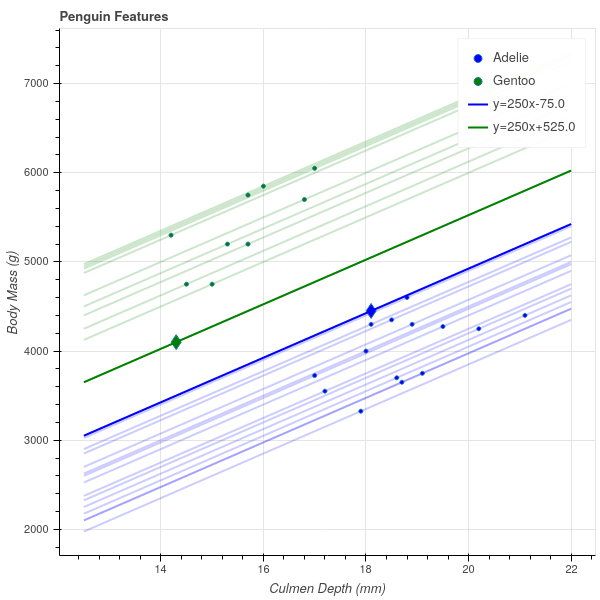 Penguin Features
Adelie
Gentoo
y=250x-75.0
y=250x+525.0
7000
6000
5000
4000
3000
2000
Body Mass (g)
14
16
18
20
22
Culmen Depth (mm)